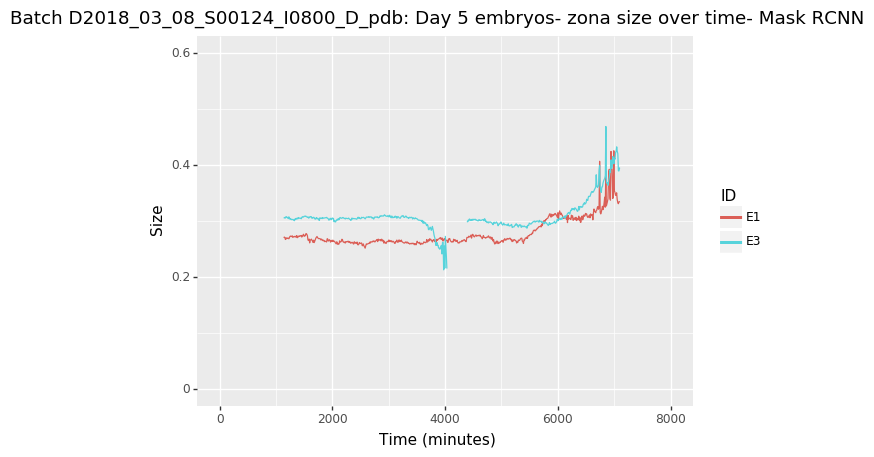 Batch D2018_03_08_S00124_I0800_D_pdb: Day 5 embryos- zona size over time- Mask RCNN
0.6
0.4
0.2
0
Size
0
2000
4000
6000
8000
Time (minutes)
ID
E1
E3